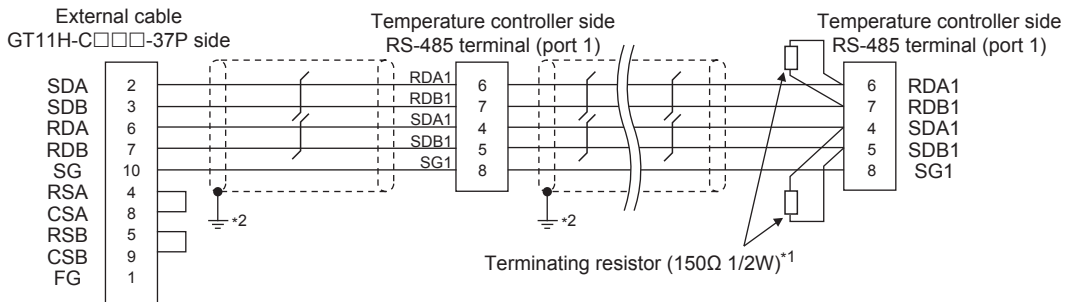 External cable
GT11H-C□□□-37P side
Temperature controller side
RS-485 terminal (port 1)
Temperature controller side
RS-485 terminal (port 1)
SDA 2 RDA1 6 6 RDA1
SDB 3 RDB1 7 7 RDB1
RDA 6 SDA1 4 4 SDA1
RDB 7 SDB1 5 5 SDB1
SG 10 SG1 8 8 SG1
RSA 4
CSA 8
RSB 5
CSB 9
FG 1
*2
*2
Terminating resistor (150Ω 1/2W)*1